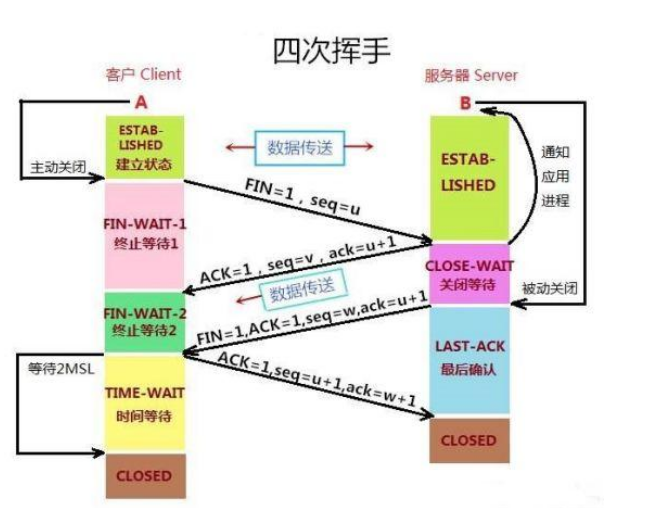 四次挥手
客户 Client
服务器 Server
A
B
ESTAB-
LISHED
建立状态
主动关闭
数据传送
ESTAB-
LISHED
通知
应用
进程
FIN=1，seq=u
FIN-WAIT-1
终止等待1
ACK=1，seq=v，ack=u+1
CLOSE-WAIT
关闭等待
被动关闭
数据传送
FIN-WAIT-2
终止等待2
FIN=1,ACK=1,seq=w,ack=u+1
LAST-ACK
最后确认
等待2MSL
ACK=1,seq=u+1,ack=w+1
TIME-WAIT
时间等待
CLOSED
CLOSED